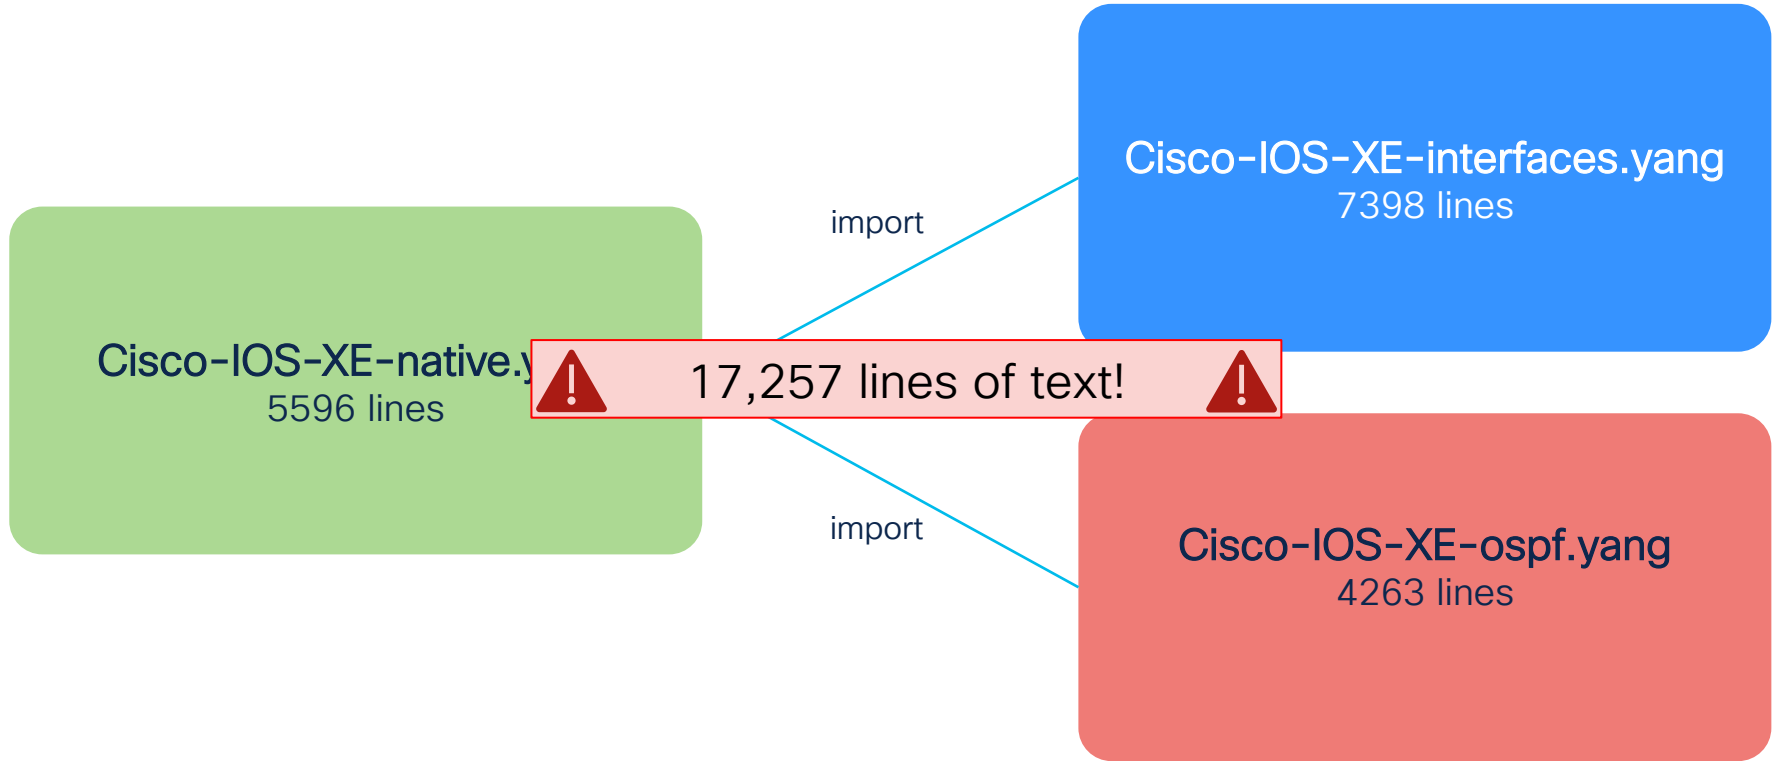 Cisco-IOS-XE-interfaces.yang
7398 lines
import
Cisco-IOS-XE-native.y
5596 lines
17,257 lines of text!
import
Cisco-IOS-XE-ospf.yang
4263 lines